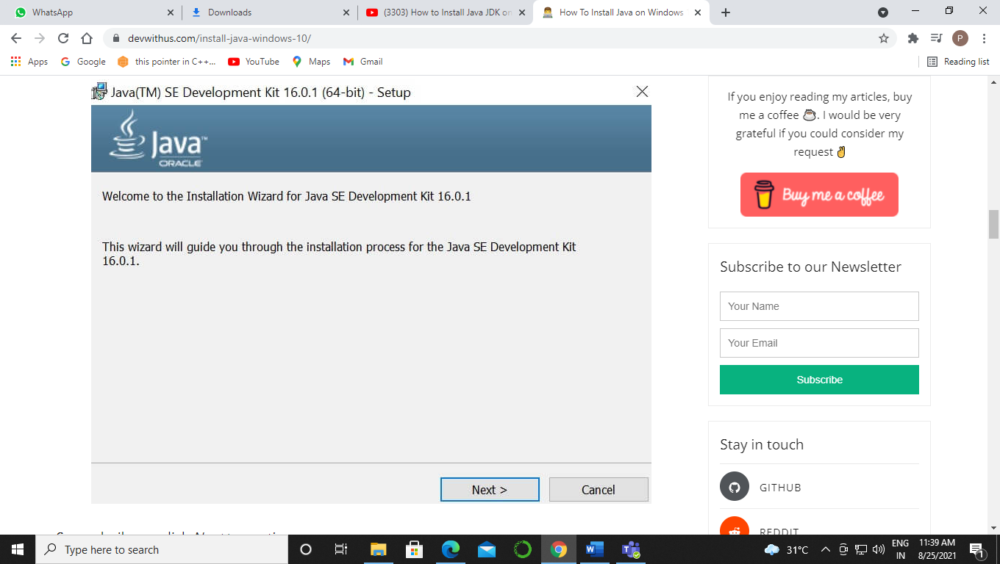 WhatsApp
Downloads
(3303) How to Install Java JDK on
How To Install Java on Windows
devwithus.com/install-java-windows-10/
P
Apps
Google
this pointer in C++...
YouTube
Maps
Gmail
Reading list
Java(TM) SE Development Kit 16.0.1 (64-bit) - Setup
Java™
ORACLE
Welcome to the Installation Wizard for Java SE Development Kit 16.0.1
This wizard will guide you through the installation process for the Java SE Development Kit
16.0.1.
Next >
Cancel
If you enjoy reading my articles, buy
me a coffee ☕. I would be very
grateful if you could consider my
request ✌
Buy me a coffee
Subscribe to our Newsletter
Your Name
Your Email
Subscribe
Stay in touch
GITHUB
REDDIT
Type here to search
31°C
ENG
IN
11:39 AM
8/25/2021
1